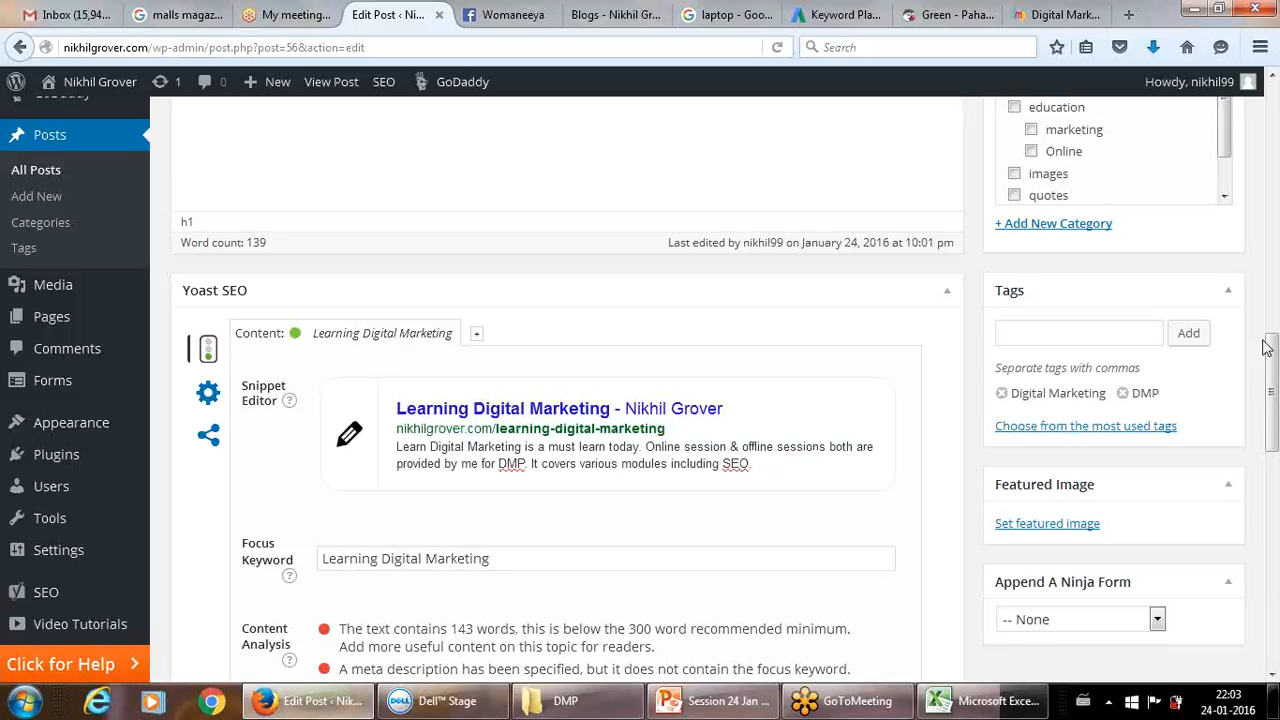 Inbox (15,94...
malls magaz...
My meeting...
Edit Post ‹ Ni...
Womaneeya
Blogs - Nikhil Gr...
laptop - Goo...
Keyword Pla...
Green - Paha...
Digital Mark...
nikhilgrover.com/wp-admin/post.php?post=56&action=edit
Search
Nikhil Grover
1
0
New
View Post
SEO
GoDaddy
Howdy, nikhil99
Posts
All Posts
Add New
Categories
Tags
Media
Pages
Comments
Forms
Appearance
Plugins
Users
Tools
Settings
SEO
Video Tutorials
Click for Help
h1
Word count: 139
Last edited by nikhil99 on January 24, 2016 at 10:01 pm
Yoast SEO
Content: Learning Digital Marketing +
Snippet
Editor ?
Learning Digital Marketing - Nikhil Grover
nikhilgrover.com/learning-digital-marketing
Learn Digital Marketing is a must learn today. Online session & offline sessions both are
provided by me for DMP. It covers various modules including SEO.
Focus
Keyword
?
Learning Digital Marketing
Content
Analysis
?
The text contains 143 words, this is below the 300 word recommended minimum.
Add more useful content on this topic for readers.
A meta description has been specified, but it does not contain the focus keyword.
education
marketing
Online
images
quotes
+ Add New Category
Tags
Add
Separate tags with commas
Digital Marketing
DMP
Choose from the most used tags
Featured Image
Set featured image
Append A Ninja Form
-- None
Edit Post ‹ Nik...
Dell™ Stage
DMP
Session 24 Jan ...
GoToMeeting
Microsoft Exce...
22:03
24-01-2016